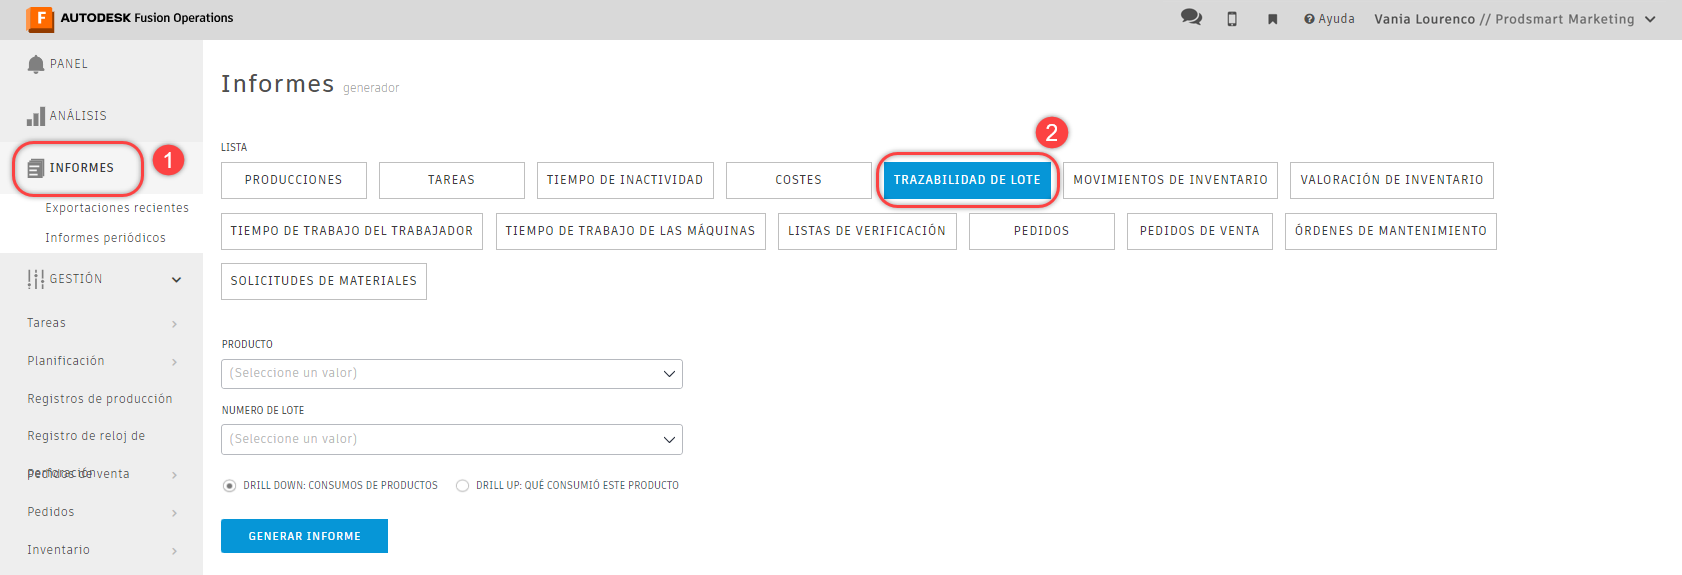 F AUTODESK Fusion Operations
Ayuda
Vania Lourenco // Prodsmart Marketing
PANEL
ANÁLISIS
INFORMES
1
Exportaciones recientes
Informes periódicos
GESTIÓN
Tareas
Planificación
Registros de producción
Registro de reloj de
perforación
Pedidos de venta
Pedidos
Inventario
Informes generador
LISTA
2
PRODUCCIONES TAREAS TIEMPO DE INACTIVIDAD COSTES TRAZABILIDAD DE LOTE MOVIMIENTOS DE INVENTARIO VALORACIÓN DE INVENTARIO
TIEMPO DE TRABAJO DEL TRABAJADOR TIEMPO DE TRABAJO DE LAS MÁQUINAS LISTAS DE VERIFICACIÓN PEDIDOS PEDIDOS DE VENTA ÓRDENES DE MANTENIMIENTO
SOLICITUDES DE MATERIALES
PRODUCTO
(Seleccione un valor)
NUMERO DE LOTE
(Seleccione un valor)
DRILL DOWN: CONSUMOS DE PRODUCTOS DRILL UP: QUÉ CONSUMIÓ ESTE PRODUCTO
GENERAR INFORME